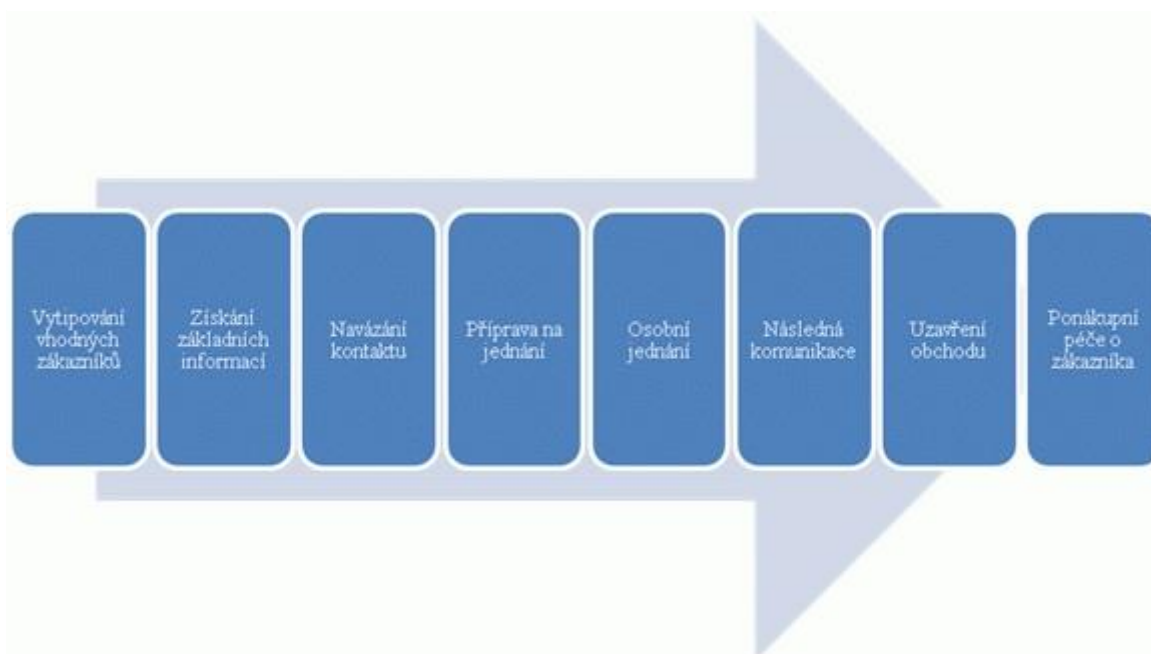 Vytipování
vhodných
zákazníků
Získání
základních
informací
Navázání
kontaktu
Příprava na
jednání
Osobní
jednání
Následná
komunikace
Uzavření
obchodu
Ponákupní
péče o
zákazníka